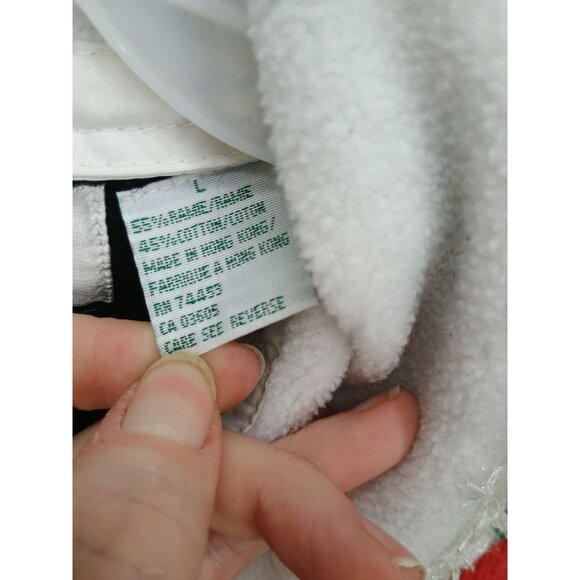 L
55% RAMIE/RAMIE
45% COTTON/COTON
MADE IN HONG KONG/
FABRIQUE A HONG KONG
RN 74459
CA 03605
CARE SEE REVERSE